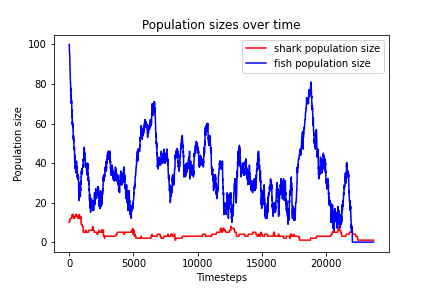 Population sizes over time
shark population size
fish population size
Population size
100
80
60
40
20
0
0
5000
10000
15000
20000
Timesteps